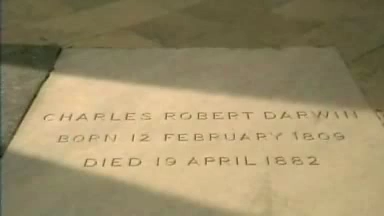 CHARLES ROBERT DARWIN
BORN 12 FEBRUARY 1809
DIED 19 APRIL 1882